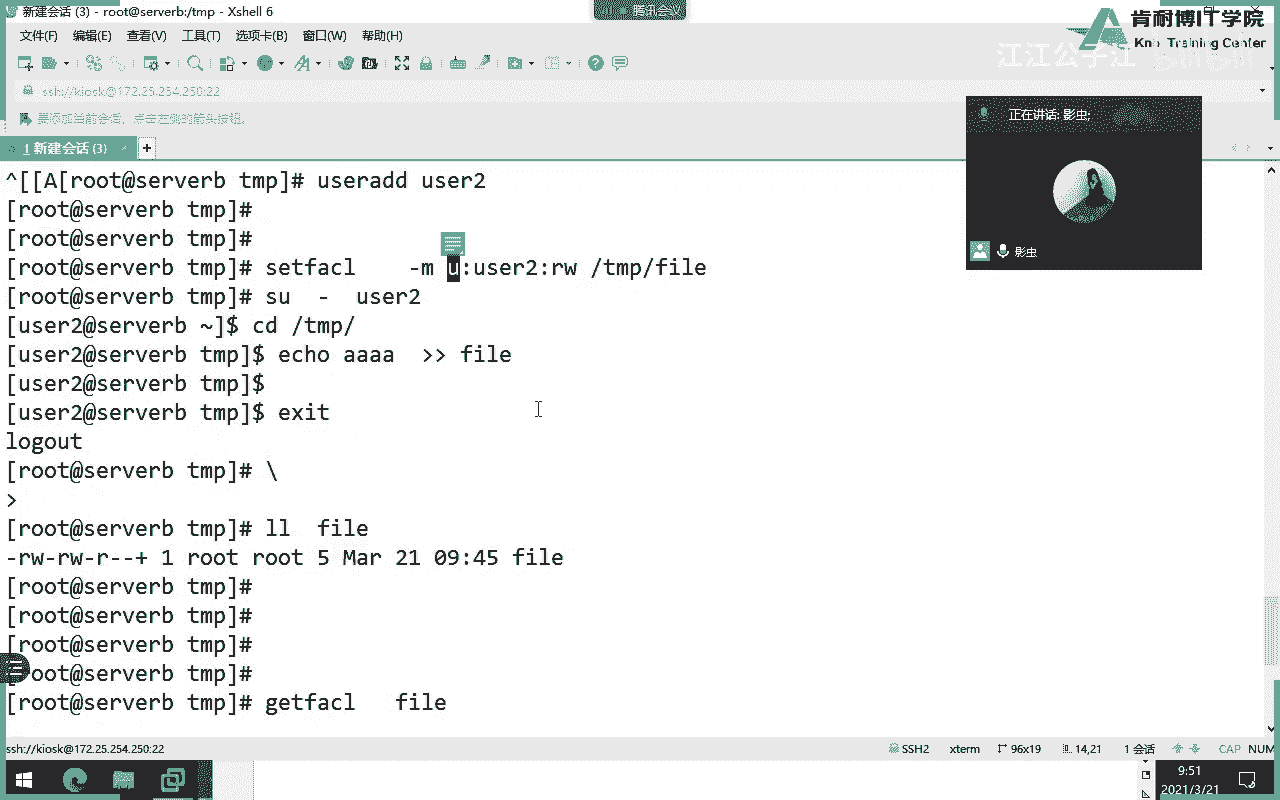 新建会话 (3) - root@serverb:/tmp - Xshell 6
腾讯会议
肯耐博IT学院
Training Center
江江公子江
文件(F) 编辑(E) 查看(V) 工具(T) 选项卡(B) 窗口(W) 帮助(H)
ssh://kiosk@172.25.254.250:22
要添加当前会话，点击左侧的箭头按钮。
1 新建会话 (3)
正在讲话: 影虫;
影虫
^[[A[root@serverb tmp]# useradd user2
[root@serverb tmp]#
[root@serverb tmp]#
[root@serverb tmp]# setfacl    -m u:user2:rw /tmp/file
[root@serverb tmp]# su  -  user2
[user2@serverb ~]$ cd /tmp/
[user2@serverb tmp]$ echo aaaa  >> file
[user2@serverb tmp]$
[user2@serverb tmp]$ exit
logout
[root@serverb tmp]# \
>
[root@serverb tmp]# ll  file
-rw-rw-r--+ 1 root root 5 Mar 21 09:45 file
[root@serverb tmp]#
[root@serverb tmp]#
[root@serverb tmp]#
[root@serverb tmp]#
[root@serverb tmp]# getfacl   file
ssh://kiosk@172.25.254.250:22 SSH2 xterm 96x19 14,21 1 会话 CAP NUM
9:51
2021/3/21